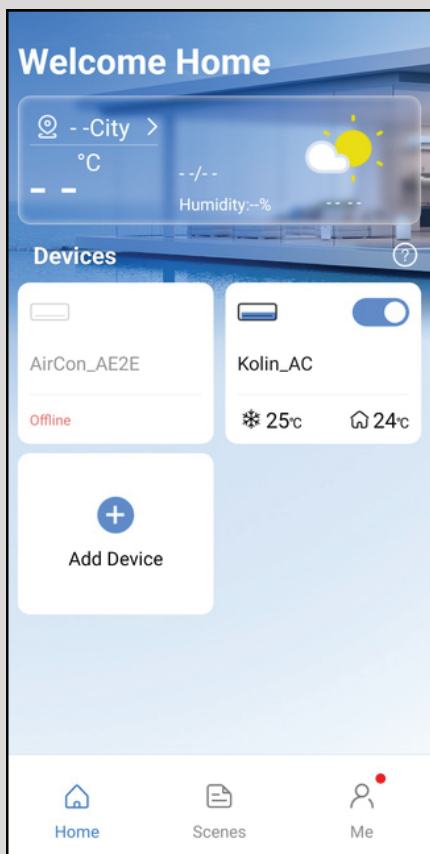 Welcome Home
--City >
°C
--
--/--
Humidity:--%
----
Devices
?
AirCon_AE2E
Offline
Kolin_AC
25°C
24°C
Add Device
Home
Scenes
Me